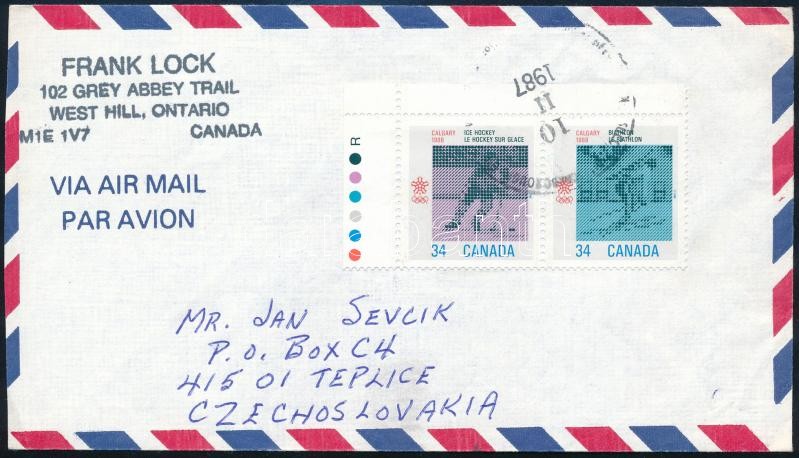 FRANK LOCK
102 GREY ABBEY TRAIL
WEST HILL, ONTARIO
M1E 1V7 CANADA
VIA AIR MAIL
PAR AVION
R
CALGARY 1988
ICE HOCKEY
LE HOCKEY SUR GLACE
34 CANADA
CALGARY 1988
BIATHLON
LE BIATHLON
34 CANADA
10
II
1987
MR. JAN SEVCIK
P.O. BOX C4
415 01 TEPLICE
CZECHOSLOVAKIA